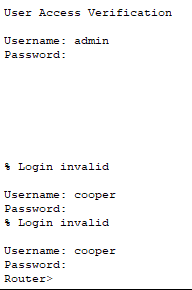 User Access Verification
Username: admin
Password:
% Login invalid
Username: cooper
Password:
% Login invalid
Username: cooper
Password:
Router>